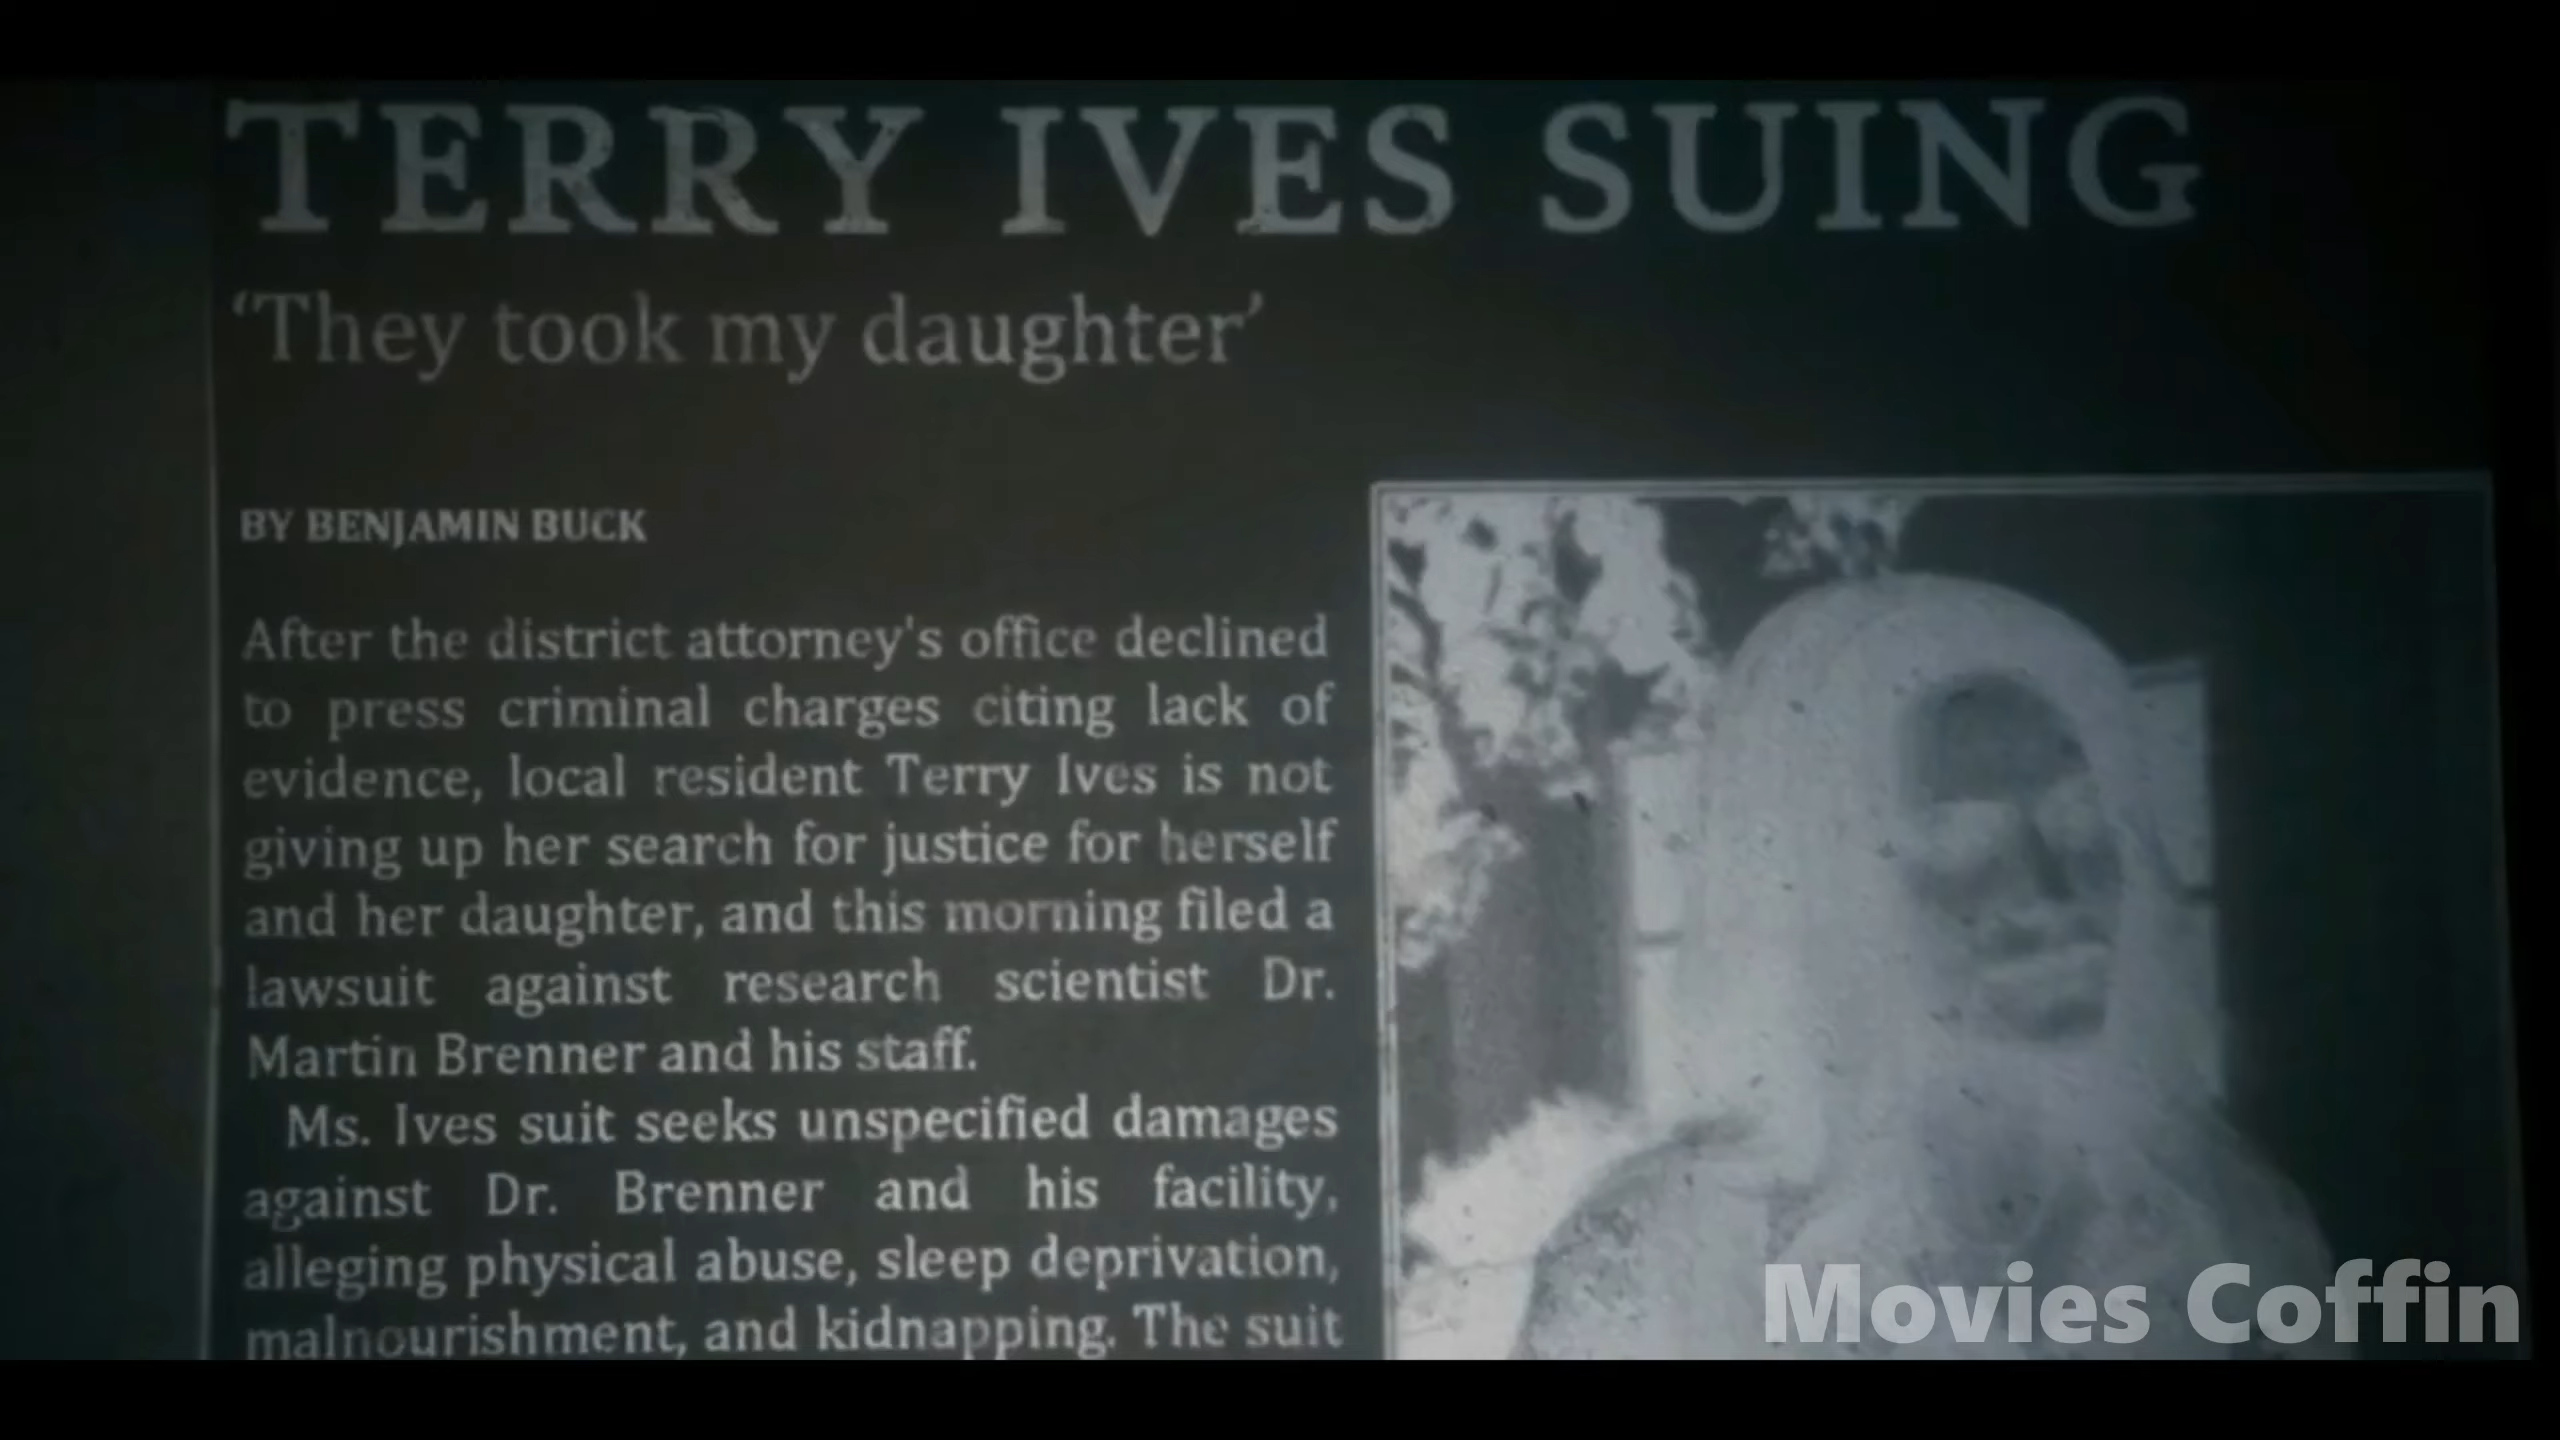 TERRY IVES SUING
‘They took my daughter’
BY BENJAMIN BUCK
After the district attorney's office declined
to press criminal charges citing lack of
evidence, local resident Terry Ives is not
giving up her search for justice for herself
and her daughter, and this morning filed a
lawsuit against research scientist Dr.
Martin Brenner and his staff.
Ms. Ives suit seeks unspecified damages
against Dr. Brenner and his facility,
alleging physical abuse, sleep deprivation,
malnourishment, and kidnapping. The suit
Movies Coffin